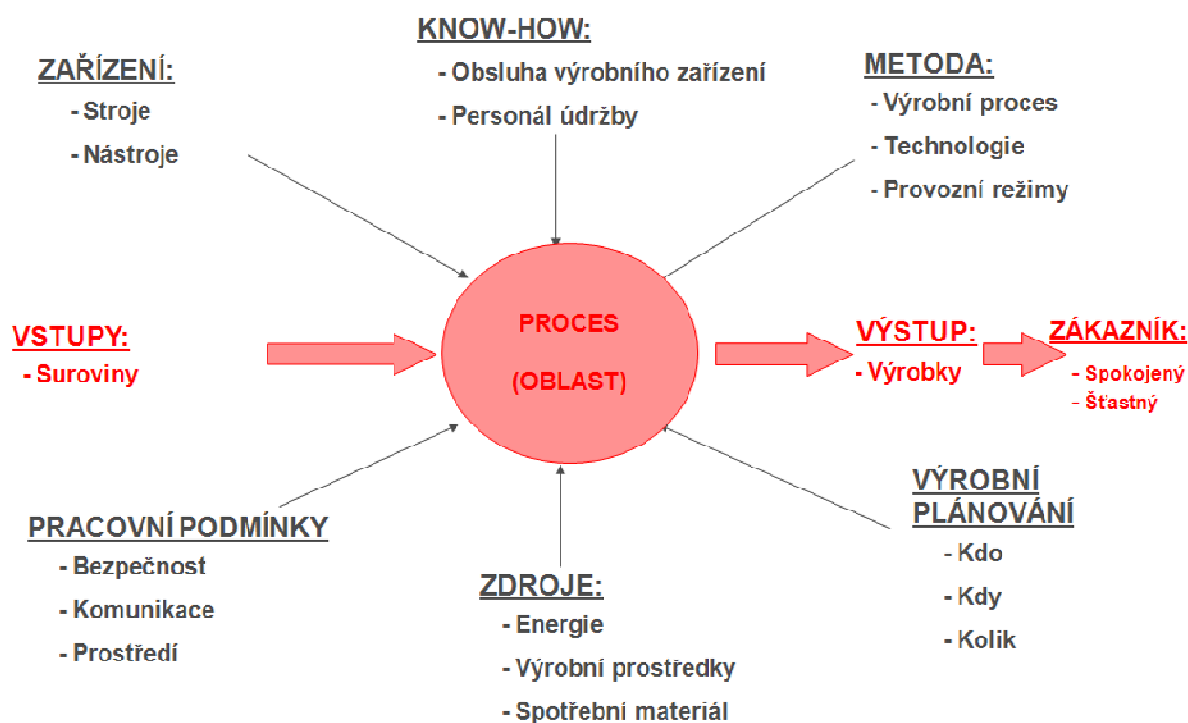 KNOW-HOW:
- Obsluha výrobního zařízení
- Personál údržby
ZAŘÍZENÍ:
- Stroje
- Nástroje
METODA:
- Výrobní proces
- Technologie
- Provozní režimy
VSTUPY:
- Suroviny
PROCES
(OBLAST)
VÝSTUP:
- Výrobky
ZÁKAZNÍK:
- Spokojený
- Šťastný
PRACOVNÍ PODMÍNKY
- Bezpečnost
- Komunikace
- Prostředí
ZDROJE:
- Energie
- Výrobní prostředky
- Spotřební materiál
VÝROBNÍ
PLÁNOVÁNÍ
- Kdo
- Kdy
- Kolik